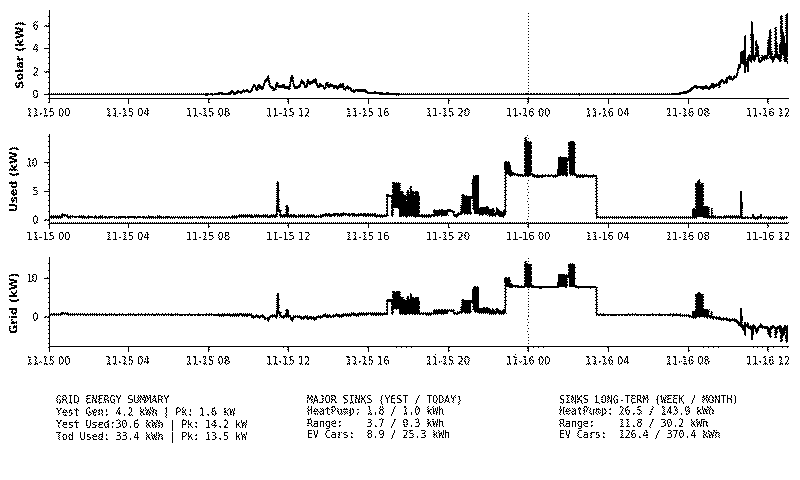 Solar (kW)
6
4
2
0
11-15 00 11-15 04 11-15 08 11-15 12 11-15 16 11-15 20 11-16 00 11-16 04 11-16 08 11-16 12
Used (kW)
10
5
0
11-15 00 11-15 04 11-15 08 11-15 12 11-15 16 11-15 20 11-16 00 11-16 04 11-16 08 11-16 12
Grid (kW)
10
0
11-15 00 11-15 04 11-15 08 11-15 12 11-15 16 11-15 20 11-16 00 11-16 04 11-16 08 11-16 12
GRID ENERGY SUMMARY
Yest Gen: 4.2 kWh | Pk: 1.6 kW
Yest Used:30.6 kWh | Pk: 14.2 kW
Tod Used: 33.4 kWh | Pk: 13.5 kW
MAJOR SINKS (YEST / TODAY)
HeatPump: 1.8 / 1.0 kWh
Range: 3.7 / 0.3 kWh
EV Cars: 8.9 / 25.3 kWh
SINKS LONG-TERM (WEEK / MONTH)
HeatPump: 26.5 / 143.9 kWh
Range: 11.8 / 30.2 kWh
EV Cars: 126.4 / 370.4 kWh